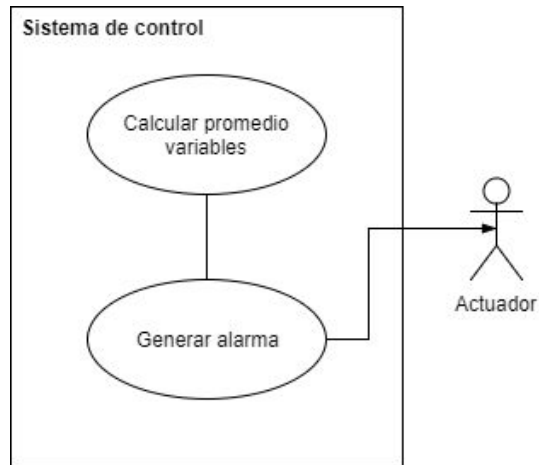 Sistema de control
Calcular promedio
variables
Generar alarma
Actuador